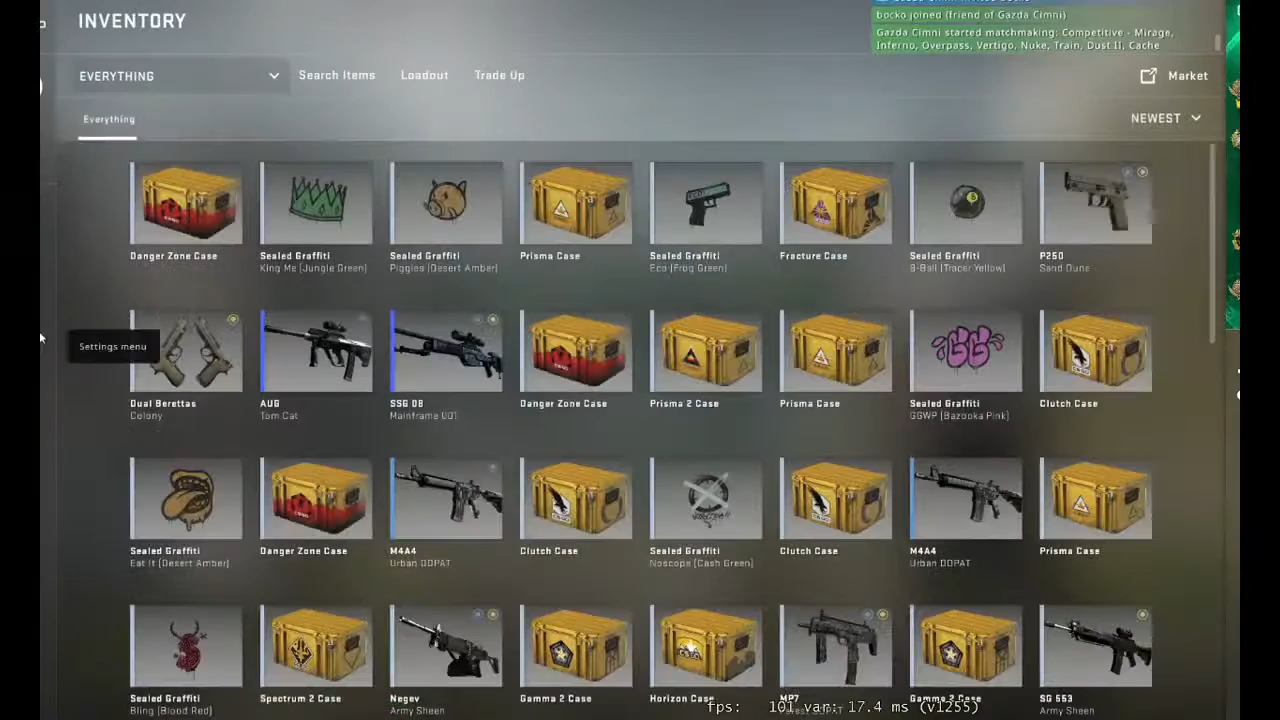 INVENTORY
bocko joined (friend of Gazda Cimni)
Gazda Cimni started matchmaking: Competitive - Mirage,
Inferno, Overpass, Vertigo, Nuke, Train, Dust II, Cache
EVERYTHING
Search Items
Loadout
Trade Up
Market
Everything
NEWEST
Danger Zone Case
Sealed Graffiti
King Me (Jungle Green)
Sealed Graffiti
Piggles (Desert Amber)
Prisma Case
Sealed Graffiti
Eco (Frog Green)
Fracture Case
Sealed Graffiti
8-Ball (Tracer Yellow)
P250
Sand Dune
Settings menu
Dual Berettas
Colony
AUG
Tom Cat
SSG 08
Mainframe 001
Danger Zone Case
Prisma 2 Case
Prisma Case
Sealed Graffiti
GGWP (Bazooka Pink)
Clutch Case
Sealed Graffiti
Eat It (Desert Amber)
Danger Zone Case
M4A4
Urban DDPAT
Clutch Case
Sealed Graffiti
Noscope (Cash Green)
Clutch Case
M4A4
Urban DDPAT
Prisma Case
Sealed Graffiti
Bling (Blood Red)
Spectrum 2 Case
Negev
Army Sheen
Gamma 2 Case
Horizon Case
MP7
Gamma 2 Case
SG 553
Army Sheen
fps: 101 var: 17.4 ms (v1255)